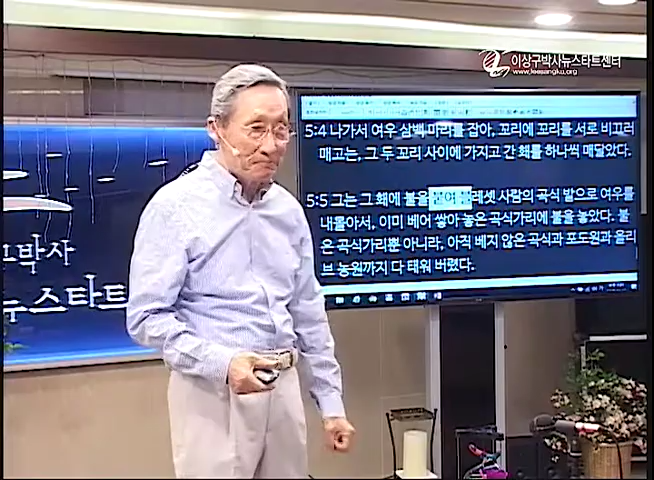 이상구박사뉴스타트센터
www.leesangku.org
5:4 나가서 여우 삼백 마리를 잡아, 꼬리에 꼬리를 서로 비끄러
매고는, 그 두 꼬리 사이에 가지고 간 홰를 하나씩 매달았다.
5:5 그는 그 홰에 불을 붙여 블레셋 사람의 곡식 밭으로 여우를
내몰아서, 이미 베어 쌓아 놓은 곡식가리에 불을 놓았다. 불
은 곡식가리뿐 아니라, 아직 베지 않은 곡식과 포도원과 올리
브 농원까지 다 태워 버렸다.
구박사
뉴스타트